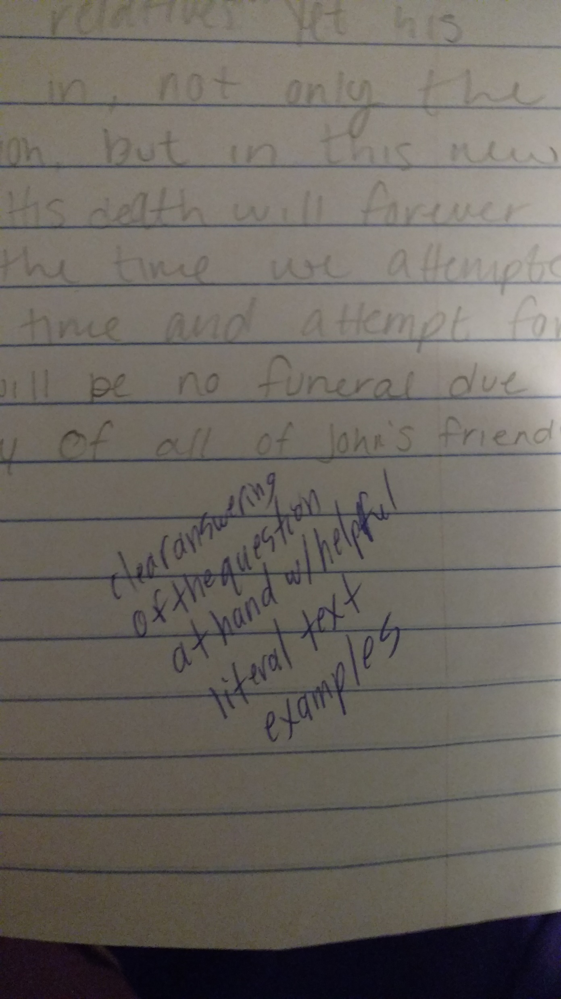 relatives yet his
in, not only the
on, but in this new
His death will forever
the time we attempte
time and attempt for
will be no funeral due
y of all of John's friend
clear answering
of the question
at hand w/ helpful
literal text
examples